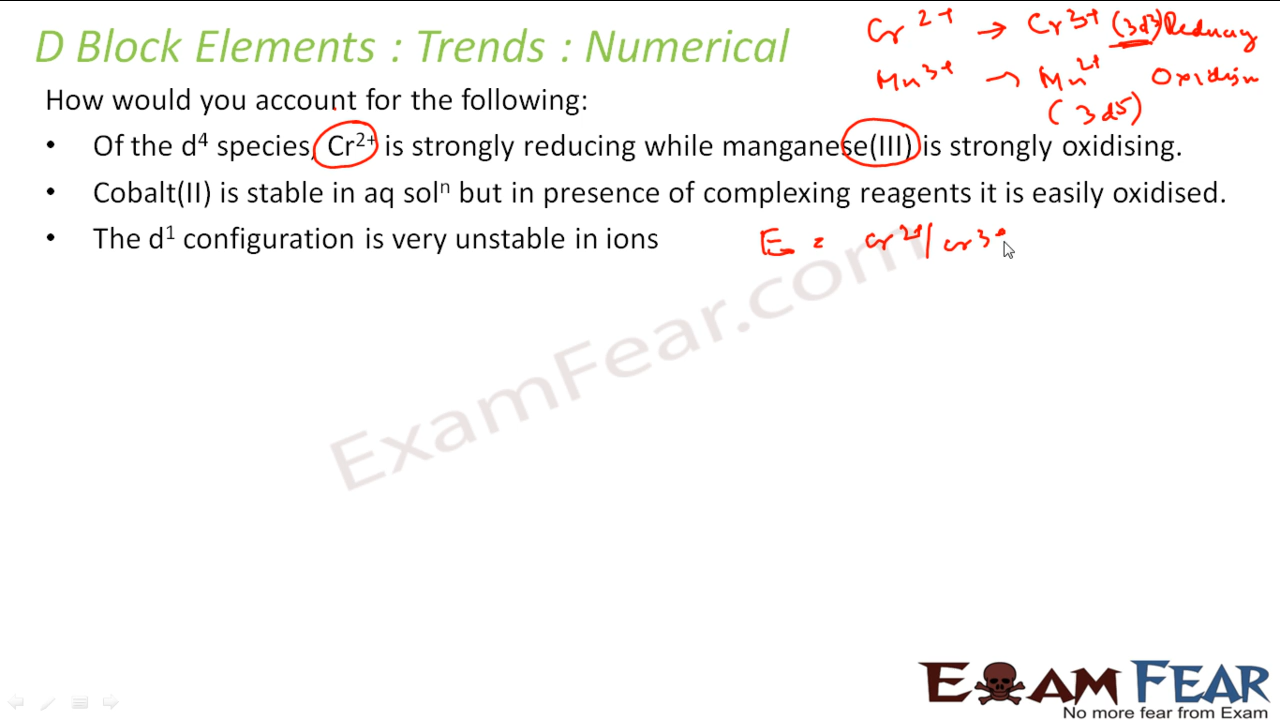 D Block Elements : Trends : Numerical
Cr²⁺ → Cr³⁺ (3d³) Reducing
Mn³⁺ → Mn²⁺ Oxidisin
(3d5)
How would you account for the following:
• Of the d⁴ species, Cr²⁺ is strongly reducing while manganese(III) is strongly oxidising.
• Cobalt(II) is stable in aq solⁿ but in presence of complexing reagents it is easily oxidised.
• The d¹ configuration is very unstable in ions
E = Cr²⁺/Cr³⁺
ExamFear.com
EXAM FEAR
No more fear from Exam